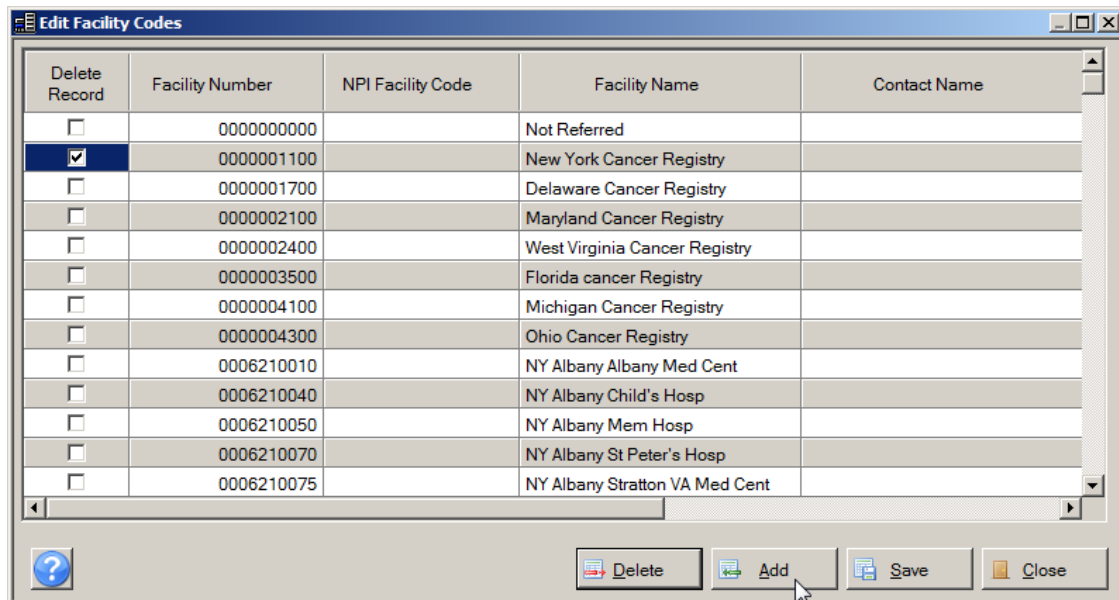 Edit Facility Codes
Delete Record Facility Number NPI Facility Code Facility Name Contact Name
0000000000 Not Referred
0000001100 New York Cancer Registry
0000001700 Delaware Cancer Registry
0000002100 Maryland Cancer Registry
0000002400 West Virginia Cancer Registry
0000003500 Florida cancer Registry
0000004100 Michigan Cancer Registry
0000004300 Ohio Cancer Registry
0006210010 NY Albany Albany Med Cent
0006210040 NY Albany Child's Hosp
0006210050 NY Albany Mem Hosp
0006210070 NY Albany St Peter's Hosp
0006210075 NY Albany Stratton VA Med Cent
? Delete Add Save Close